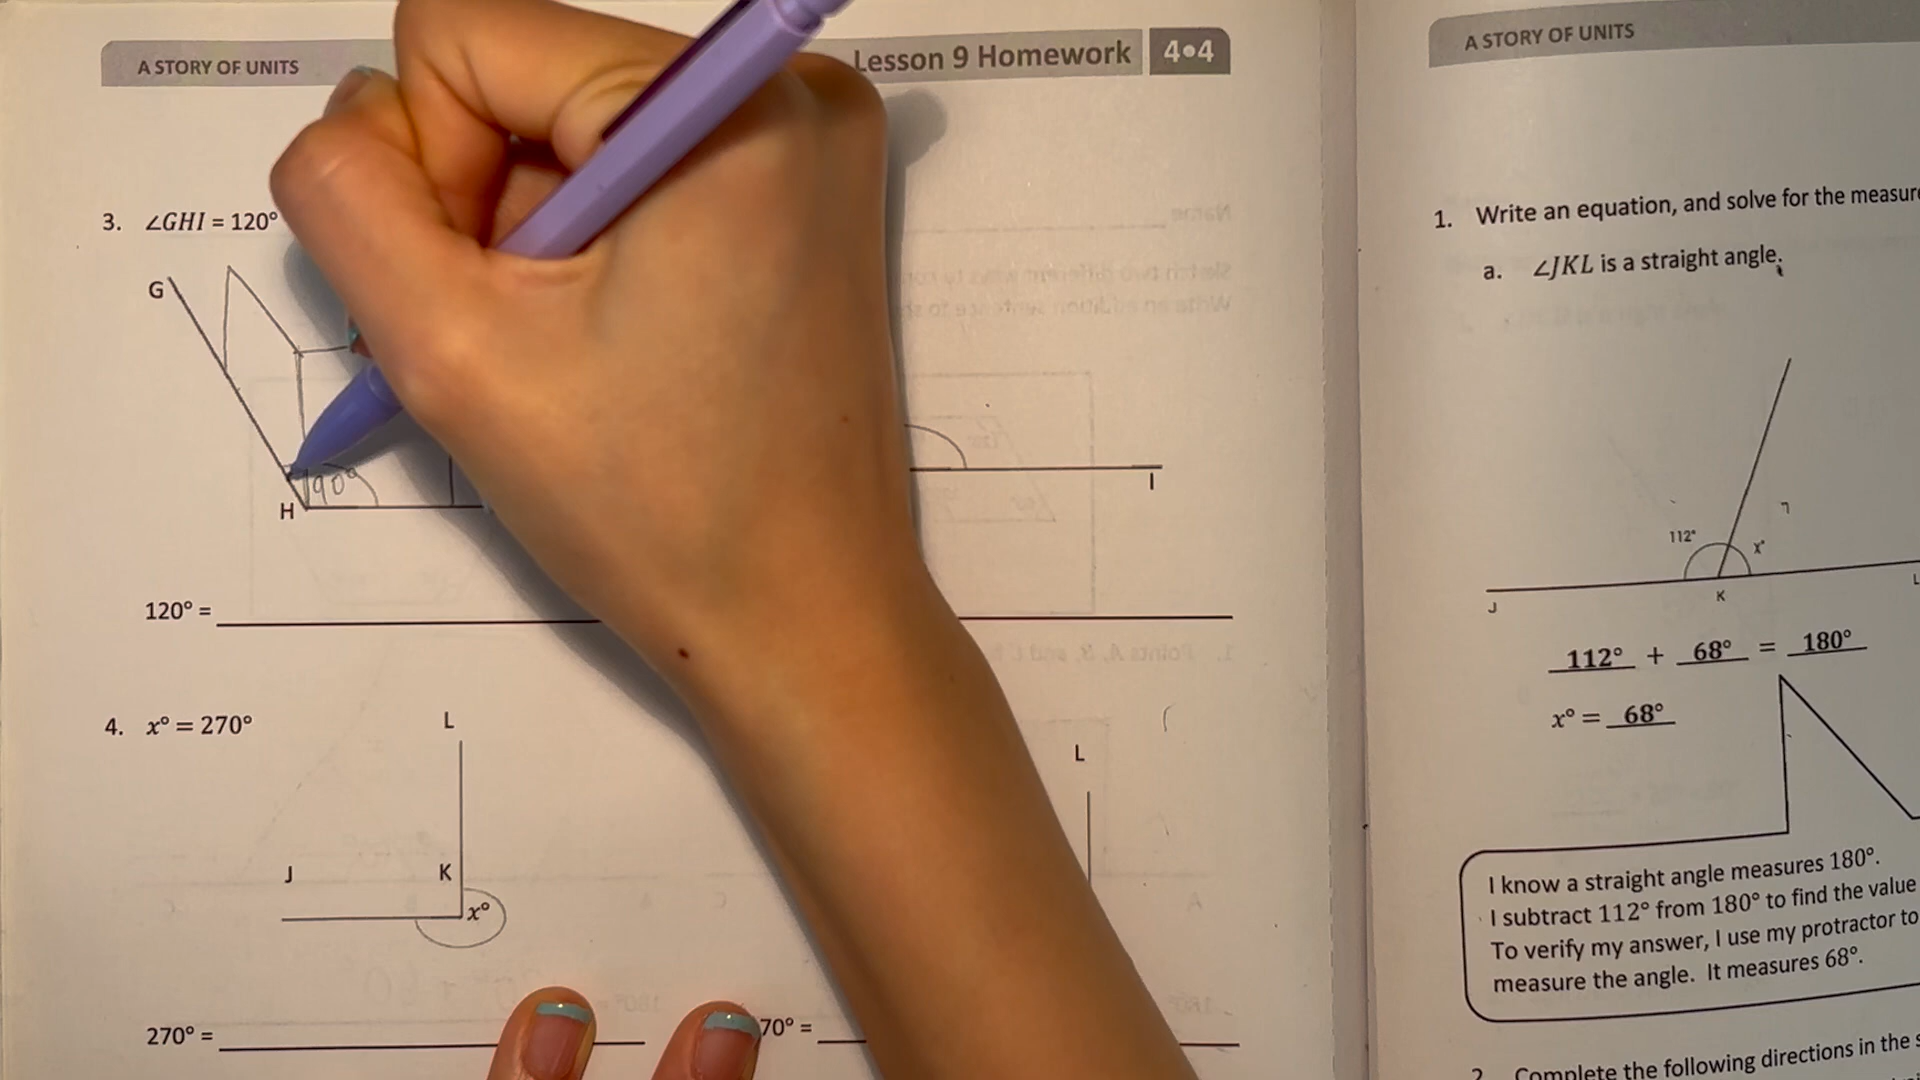 A STORY OF UNITS
Lesson 9 Homework 4•4
3. ∠GHI = 120°
G
90°
H
I
120° =
4. x° = 270°
L
L
J
K
x°
270° =
70° =
A STORY OF UNITS
1. Write an equation, and solve for the
a. ∠JKL is a straight angle.
112°
x°
J
K
L
112° + 68° = 180°
x° = 68°
I know a straight angle measures 180°.
I subtract 112° from 180° to find the value
To verify my answer, I use my protractor to
measure the angle. It measures 68°.
2. Complete the following directions in the